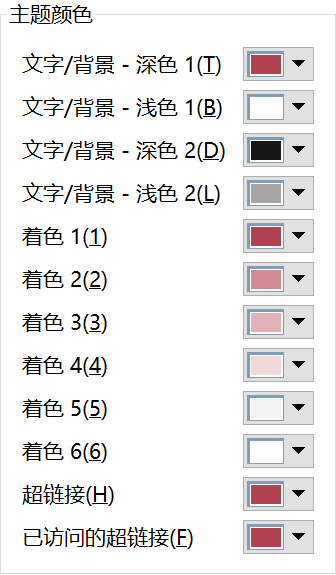 主题颜色
文字/背景 - 深色 1(T)
文字/背景 - 浅色 1(B)
文字/背景 - 深色 2(D)
文字/背景 - 浅色 2(L)
着色 1(1)
着色 2(2)
着色 3(3)
着色 4(4)
着色 5(5)
着色 6(6)
超链接(H)
已访问的超链接(F)